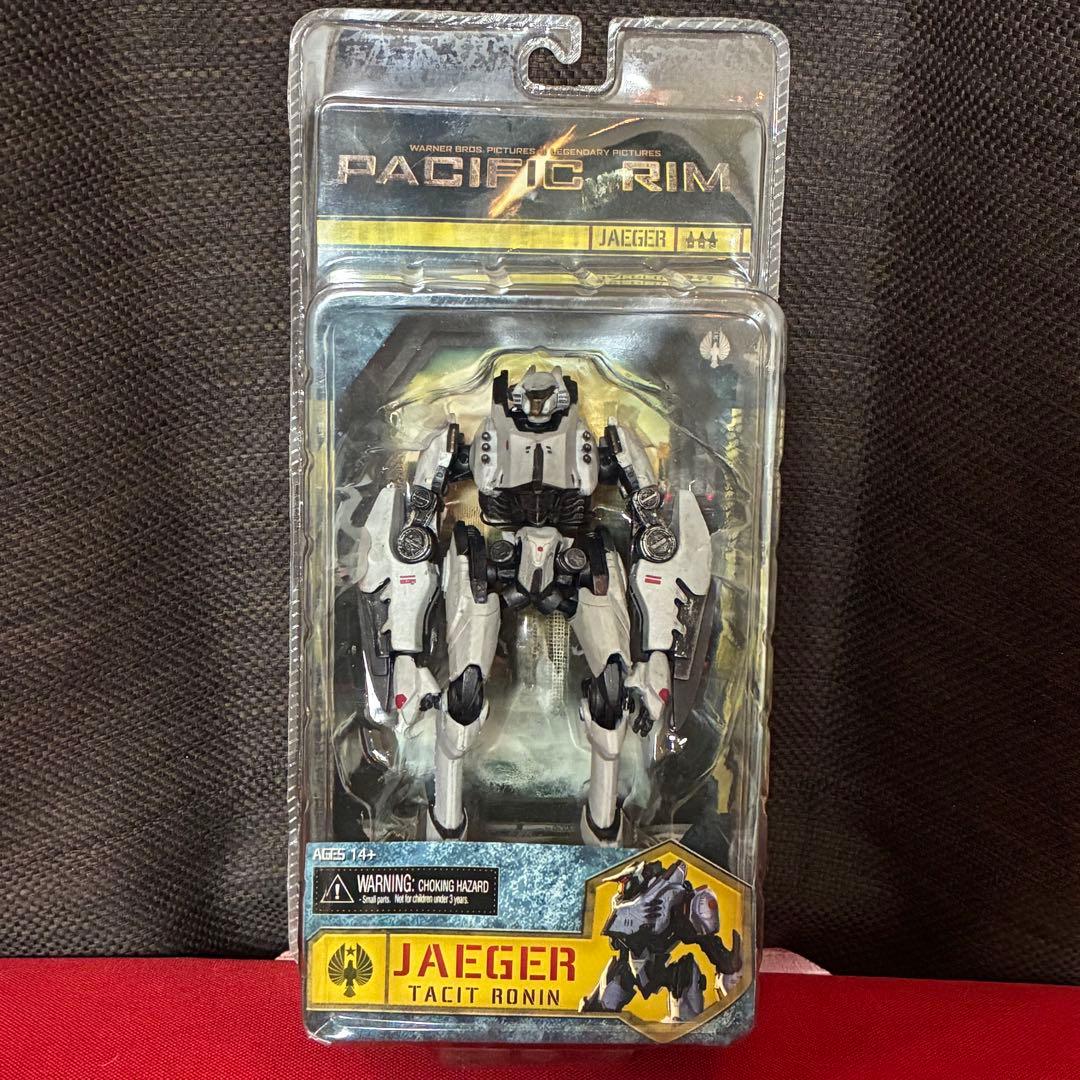 WARNER BROS. PICTURES LEGENDARY PICTURES
PACIFIC RIM
JAEGER
AGES 14+
WARNING: CHOKING HAZARD
- Small parts. Not for children under 3 years.
JAEGER
TACIT RONIN